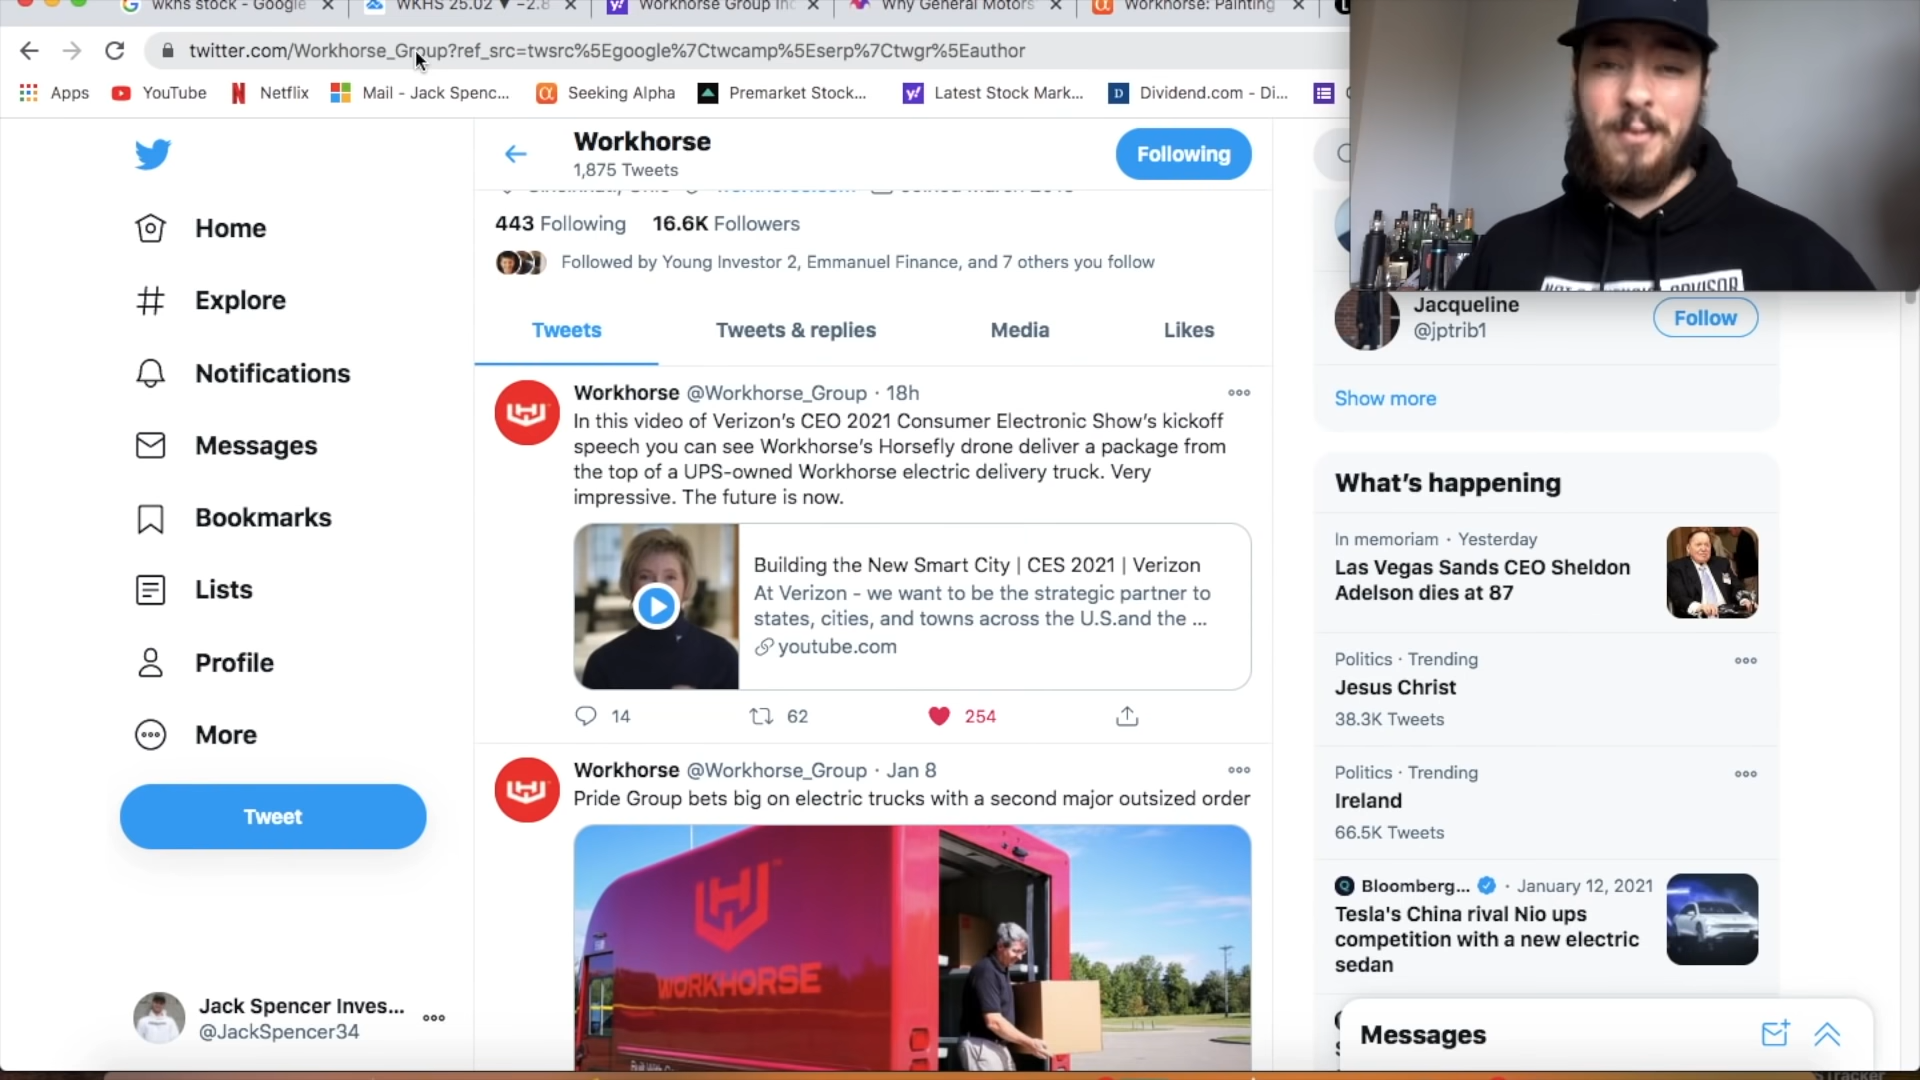 wkhs stock - Google
WKHS 25.02 ▼ −2.8
Workhorse Group Inc
Why General Motors'
Workhorse: Painting
twitter.com/Workhorse_Group?ref_src=twsrc%5Egoogle%7Ctwcamp%5Eserp%7Ctwgr%5Eauthor
Apps
YouTube
Netflix
Mail - Jack Spenc...
Seeking Alpha
Premarket Stock...
Latest Stock Mark...
Dividend.com - Di...
Workhorse
1,875 Tweets
Following
443 Following 16.6K Followers
Followed by Young Investor 2, Emmanuel Finance, and 7 others you follow
Tweets
Tweets & replies
Media
Likes
Home
Explore
Notifications
Messages
Bookmarks
Lists
Profile
More
Tweet
Jack Spencer Inves...
@JackSpencer34
Workhorse @Workhorse_Group · 18h
In this video of Verizon's CEO 2021 Consumer Electronic Show's kickoff
speech you can see Workhorse's Horsefly drone deliver a package from
the top of a UPS-owned Workhorse electric delivery truck. Very
impressive. The future is now.
Building the New Smart City | CES 2021 | Verizon
At Verizon - we want to be the strategic partner to
states, cities, and towns across the U.S.and the ...
youtube.com
14
62
254
Workhorse @Workhorse_Group · Jan 8
Pride Group bets big on electric trucks with a second major outsized order
WORKHORSE
Jacqueline
@jptrib1
Follow
Show more
What's happening
In memoriam · Yesterday
Las Vegas Sands CEO Sheldon
Adelson dies at 87
Politics · Trending
Jesus Christ
38.3K Tweets
Politics · Trending
Ireland
66.5K Tweets
Bloomberg... · January 12, 2021
Tesla's China rival Nio ups
competition with a new electric
sedan
Messages